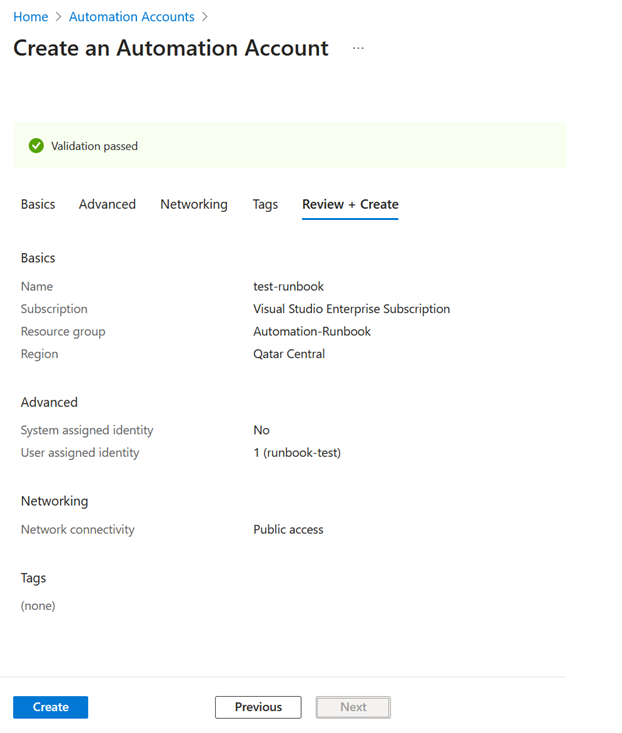 Home > Automation Accounts >
Create an Automation Account ...
Validation passed
Basics Advanced Networking Tags Review + Create
Basics
Name test-runbook
Subscription Visual Studio Enterprise Subscription
Resource group Automation-Runbook
Region Qatar Central
Advanced
System assigned identity No
User assigned identity 1 (runbook-test)
Networking
Network connectivity Public access
Tags
(none)
Create Previous Next